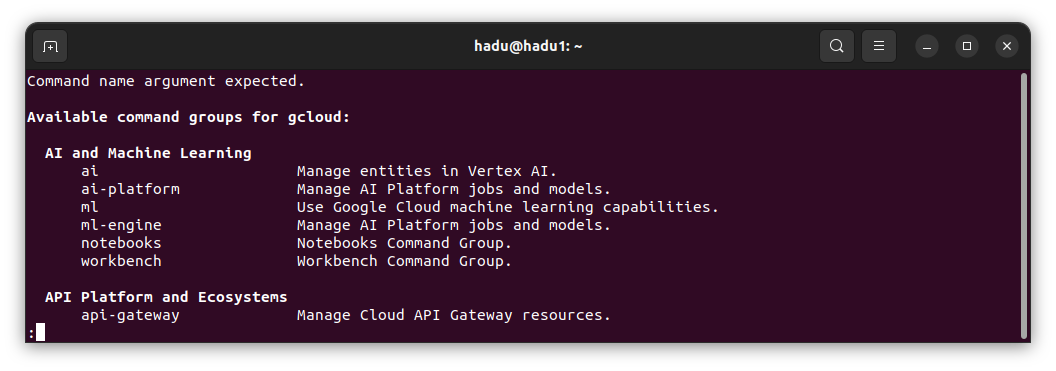 hadu@hadu1: ~
Command name argument expected.
Available command groups for gcloud:
AI and Machine Learning
ai Manage entities in Vertex AI.
ai-platform Manage AI Platform jobs and models.
ml Use Google Cloud machine learning capabilities.
ml-engine Manage AI Platform jobs and models.
notebooks Notebooks Command Group.
workbench Workbench Command Group.
API Platform and Ecosystems
api-gateway Manage Cloud API Gateway resources.
: